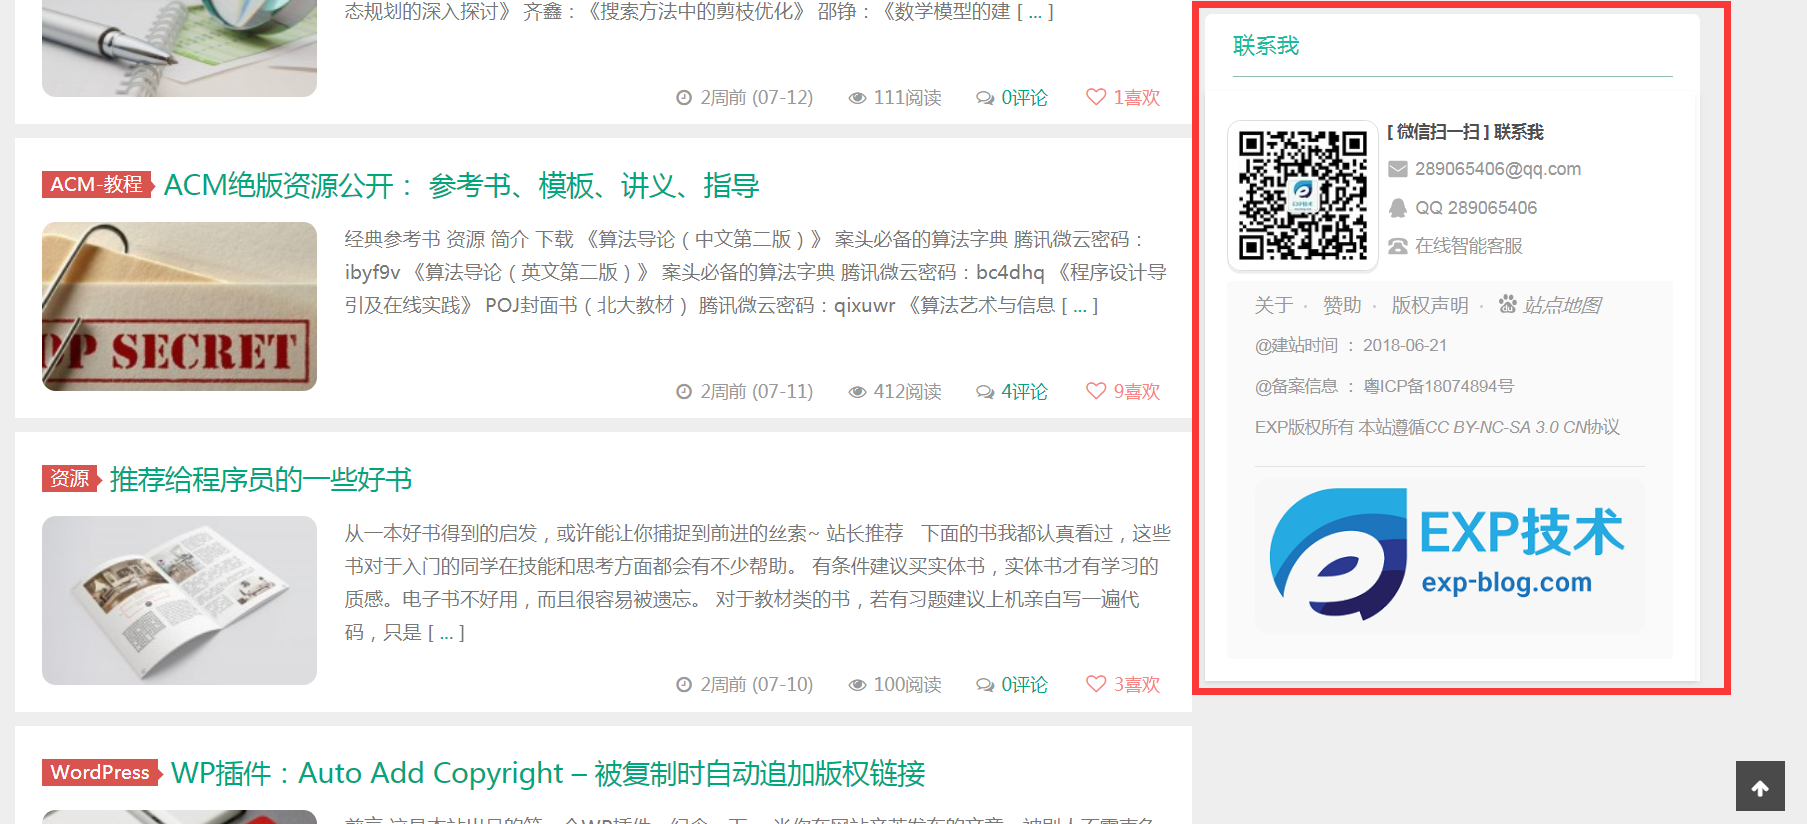 态规划的深入探讨》 齐鑫：《搜索方法中的剪枝优化》 邵铮：《数学模型的建 [ ... ]
2周前 (07-12) 111阅读 0评论 1喜欢
ACM-教程 ACM绝版资源公开： 参考书、模板、讲义、指导
经典参考书 资源 简介 下载 《算法导论（中文第二版）》 案头必备的算法字典 腾讯微云密码：
ibyf9v 《算法导论（英文第二版）》 案头必备的算法字典 腾讯微云密码：bc4dhq 《程序设计导
引及在线实践》 POJ封面书（北大教材） 腾讯微云密码：qixuwr 《算法艺术与信息 [ ... ]
OP SECRET
2周前 (07-11) 412阅读 4评论 9喜欢
资源 推荐给程序员的一些好书
从一本好书得到的启发，或许能让你捕捉到前进的丝索~ 站长推荐 下面的书我都认真看过，这些
书对于入门的同学在技能和思考方面都会有不少帮助。 有条件建议买实体书，实体书才有学习的
质感。电子书不好用，而且很容易被遗忘。 对于教材类的书，若有习题建议上机亲自写一遍代
码，只是 [ ... ]
2周前 (07-10) 100阅读 0评论 3喜欢
WordPress WP插件：Auto Add Copyright – 被复制时自动追加版权链接
联系我
[ 微信扫一扫 ] 联系我
289065406@qq.com
QQ 289065406
在线智能客服
关于 · 赞助 · 版权声明 · 站点地图
@建站时间 ： 2018-06-21
@备案信息 ： 粤ICP备18074894号
EXP版权所有 本站遵循CC BY-NC-SA 3.0 CN协议
EXP技术
exp-blog.com